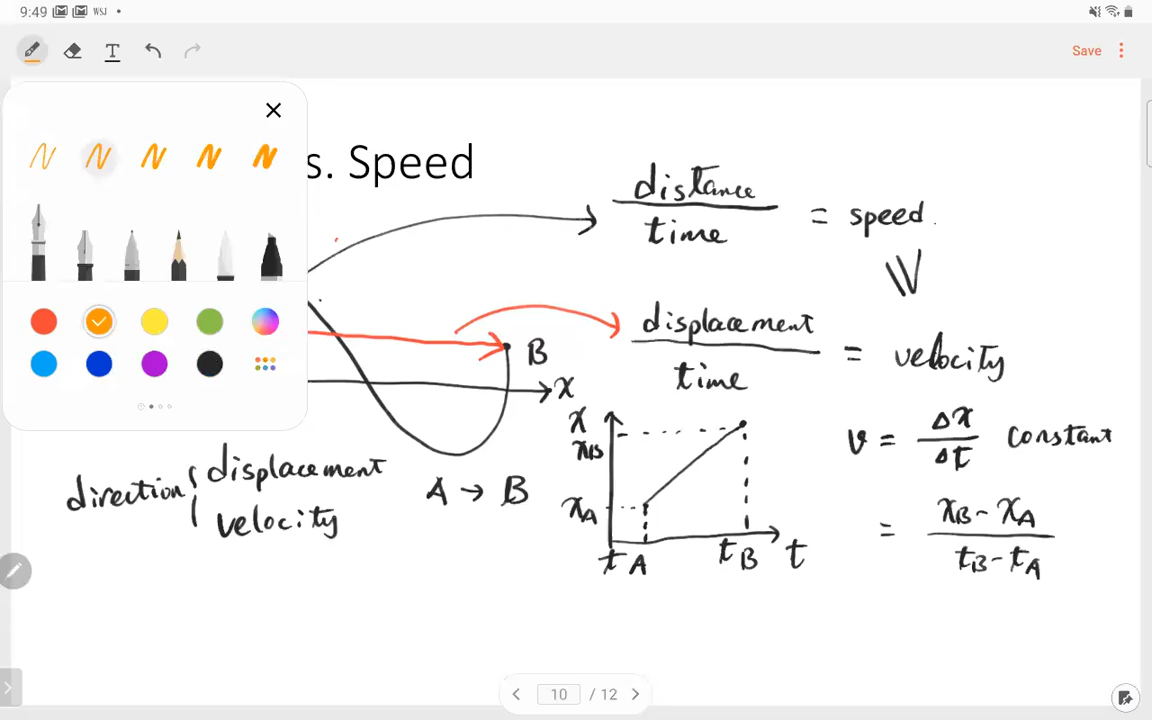 9:49 WSJ
Save
s. Speed
distance
time
= speed
displacement
time
= velocity
B
x
x
xB
xA
tA
tB
t
v = Δx
Δt
constant
= xB - xA
tB - tA
direction { displacement
velocity
A → B
10 / 12